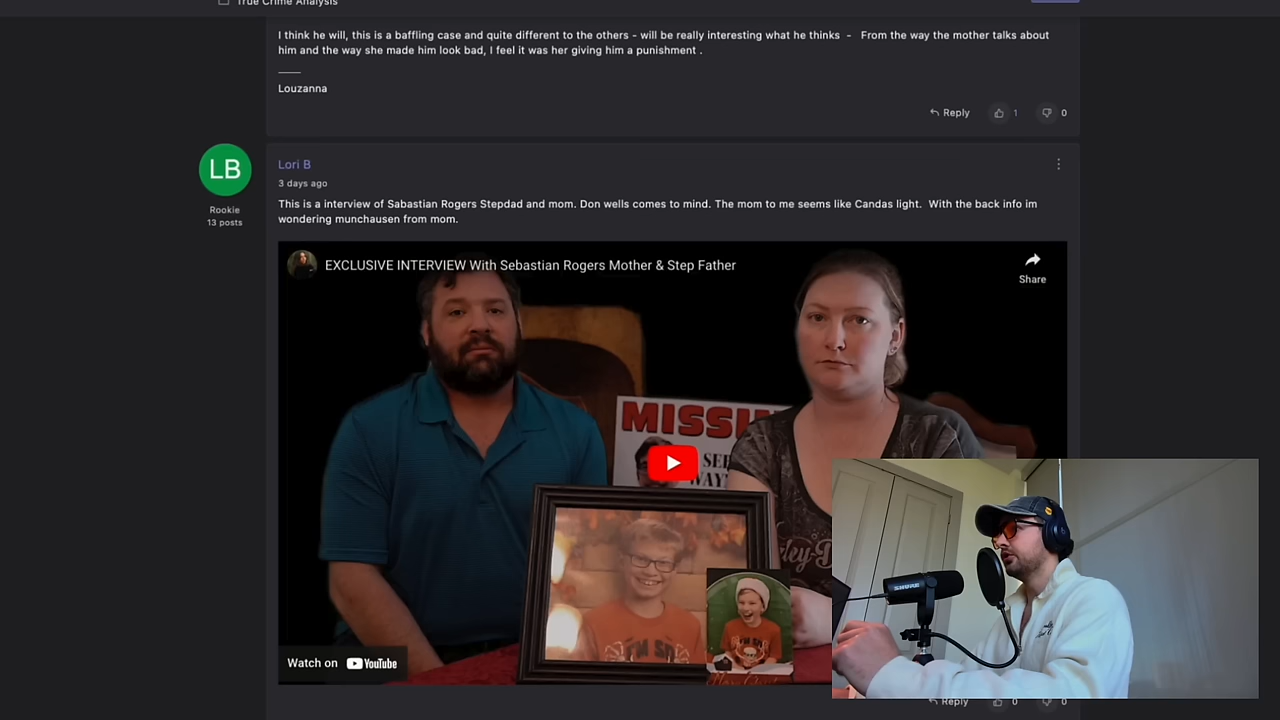 True Crime Analysis
I think he will, this is a baffling case and quite different to the others - will be really interesting what he thinks - From the way the mother talks about
him and the way she made him look bad, I feel it was her giving him a punishment .
Louzanna
Reply 1 0
LB
Lori B
3 days ago
Rookie
13 posts
This is a interview of Sabastian Rogers Stepdad and mom. Don wells comes to mind. The mom to me seems like Candas light. With the back info im
wondering munchausen from mom.
EXCLUSIVE INTERVIEW With Sebastian Rogers Mother & Step Father
Share
MISSI
SE
WAY
Watch on YouTube
SHURE
Reply 0 0